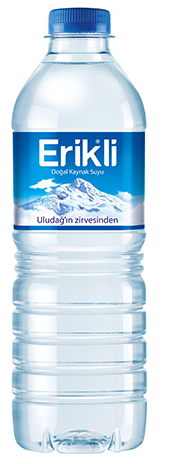 Erikli
Doğal Kaynak Suyu
Uludağ'ın zirvesinden